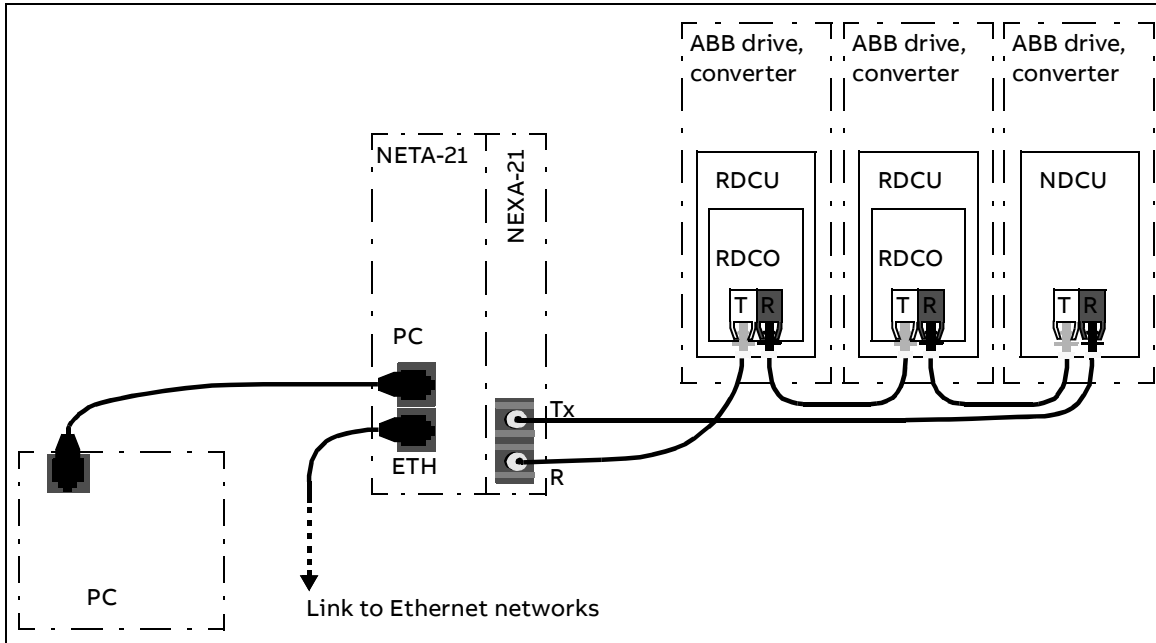 ABB drive,
converter
ABB drive,
converter
ABB drive,
converter
NETA-21
NEXA-21
RDCU
RDCU
NDCU
RDCO
RDCO
T R
T R
T R
PC
Tx
ETH
R
PC
Link to Ethernet networks